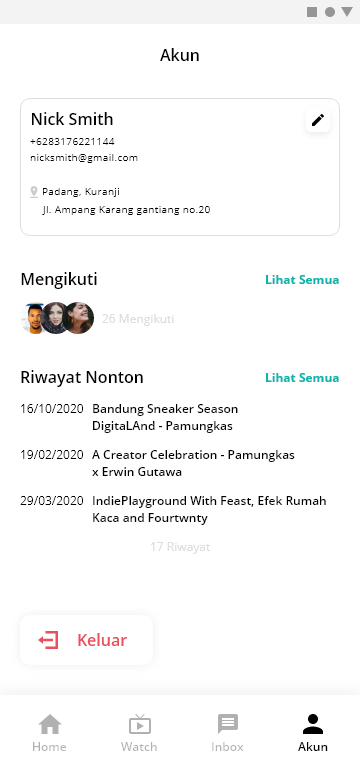 Akun
Nick Smith
+6283176221144
nicksmith@gmail.com
Padang, Kuranji
Jl. Ampang Karang gantiang no.20
Mengikuti
Lihat Semua
26 Mengikuti
Riwayat Nonton
Lihat Semua
16/10/2020 Bandung Sneaker Season
DigitaLAnd - Pamungkas
19/02/2020 A Creator Celebration - Pamungkas
x Erwin Gutawa
29/03/2020 IndiePlayground With Feast, Efek Rumah
Kaca and Fourtwnty
17 Riwayat
Keluar
Home Watch Inbox Akun